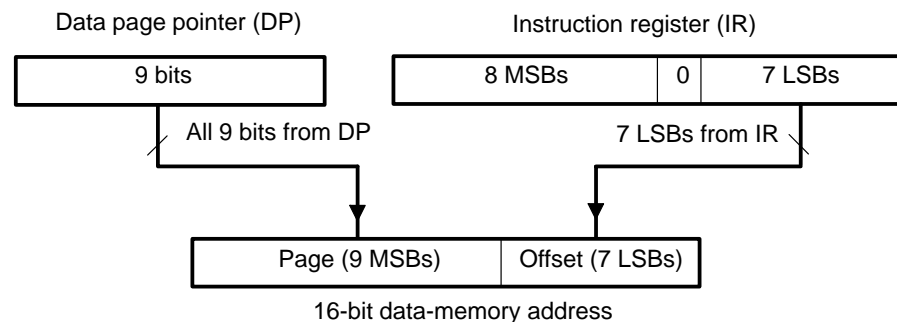 Data page pointer (DP) Instruction register (IR)
9 bits 8 MSBs 0 7 LSBs
All 9 bits from DP 7 LSBs from IR
Page (9 MSBs) Offset (7 LSBs)
16-bit data-memory address